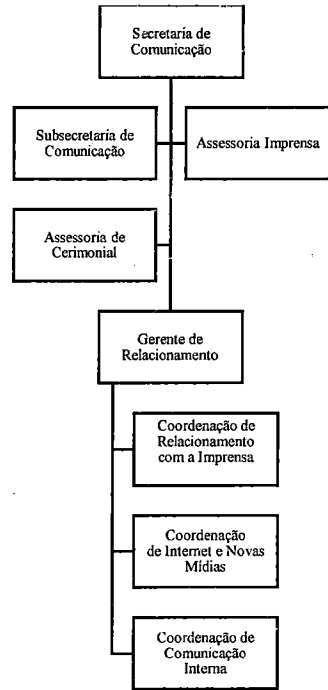 Secretaria de
Comunicação
Subsecretaria de
Comunicação
Assessoria Imprensa
Assessoria de
Cerimonial
Gerente de
Relacionamento
Coordenação de
Relacionamento
com a Imprensa
Coordenação
de Internet e Novas
Mídias
Coordenação de
Comunicação
Interna